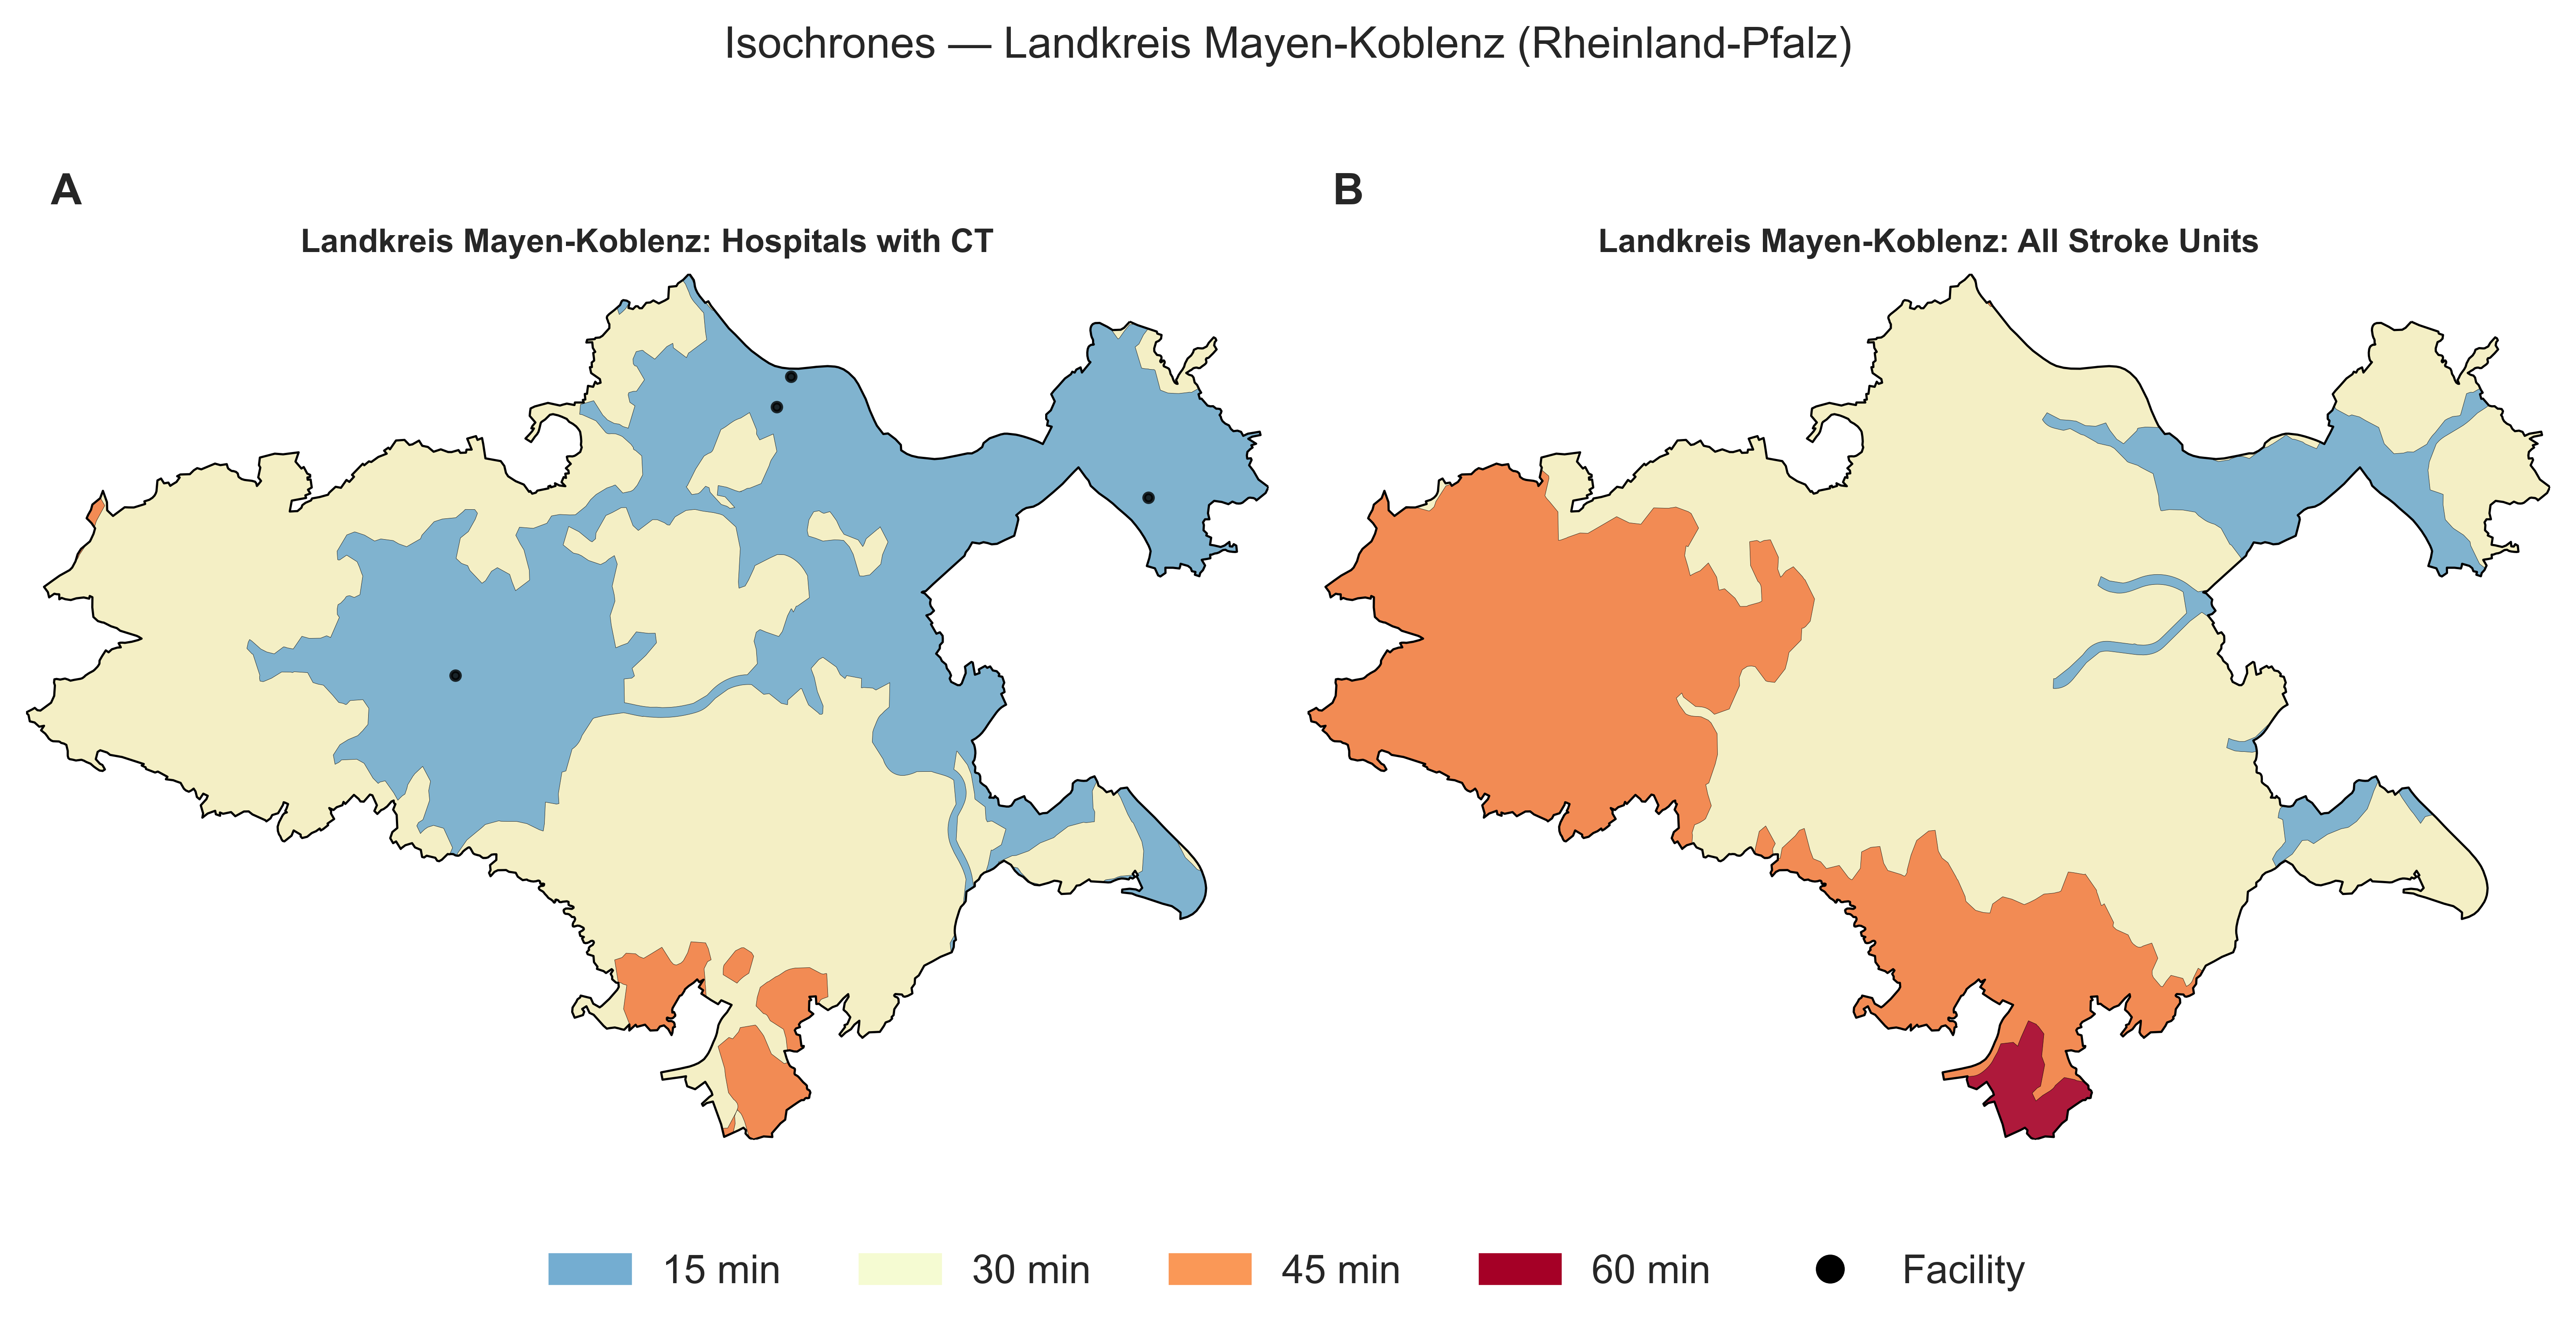 Isochrones — Landkreis Mayen-Koblenz (Rheinland-Pfalz)
A
B
Landkreis Mayen-Koblenz: Hospitals with CT
Landkreis Mayen-Koblenz: All Stroke Units
15 min
30 min
45 min
60 min
Facility